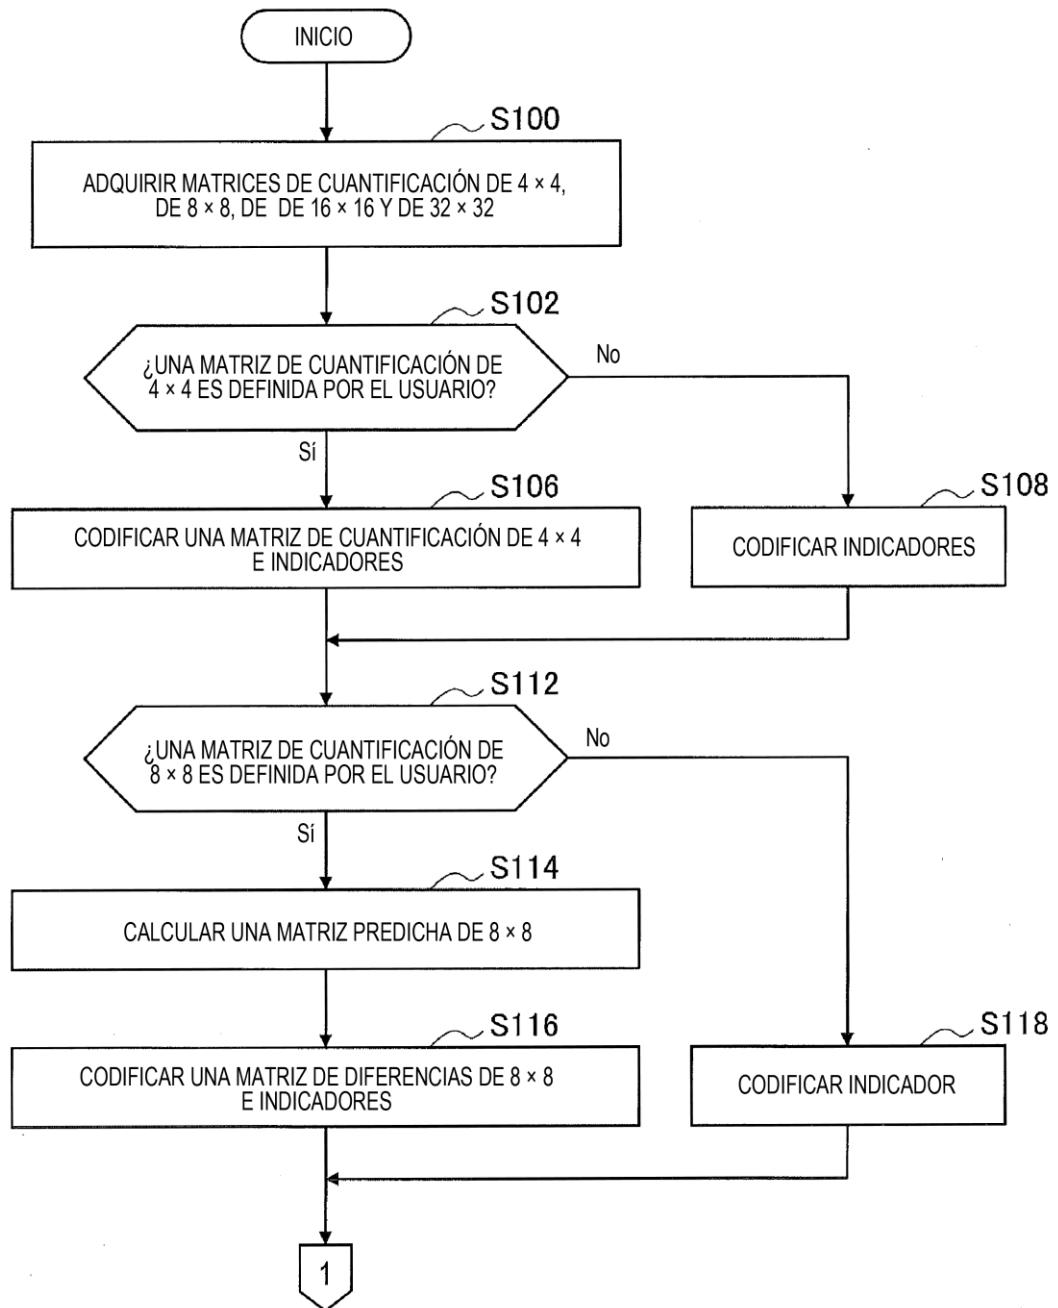 INICIO
S100
ADQUIRIR MATRICES DE CUANTIFICACIÓN DE 4 × 4,
DE 8 × 8, DE DE 16 × 16 Y DE 32 × 32
S102
¿UNA MATRIZ DE CUANTIFICACIÓN DE
4 × 4 ES DEFINIDA POR EL USUARIO?
No
Sí
S106
CODIFICAR UNA MATRIZ DE CUANTIFICACIÓN DE 4 × 4
E INDICADORES
S108
CODIFICAR INDICADORES
S112
¿UNA MATRIZ DE CUANTIFICACIÓN DE
8 × 8 ES DEFINIDA POR EL USUARIO?
No
Sí
S114
CALCULAR UNA MATRIZ PREDICHA DE 8 × 8
S116
CODIFICAR UNA MATRIZ DE DIFERENCIAS DE 8 × 8
E INDICADORES
S118
CODIFICAR INDICADOR
1